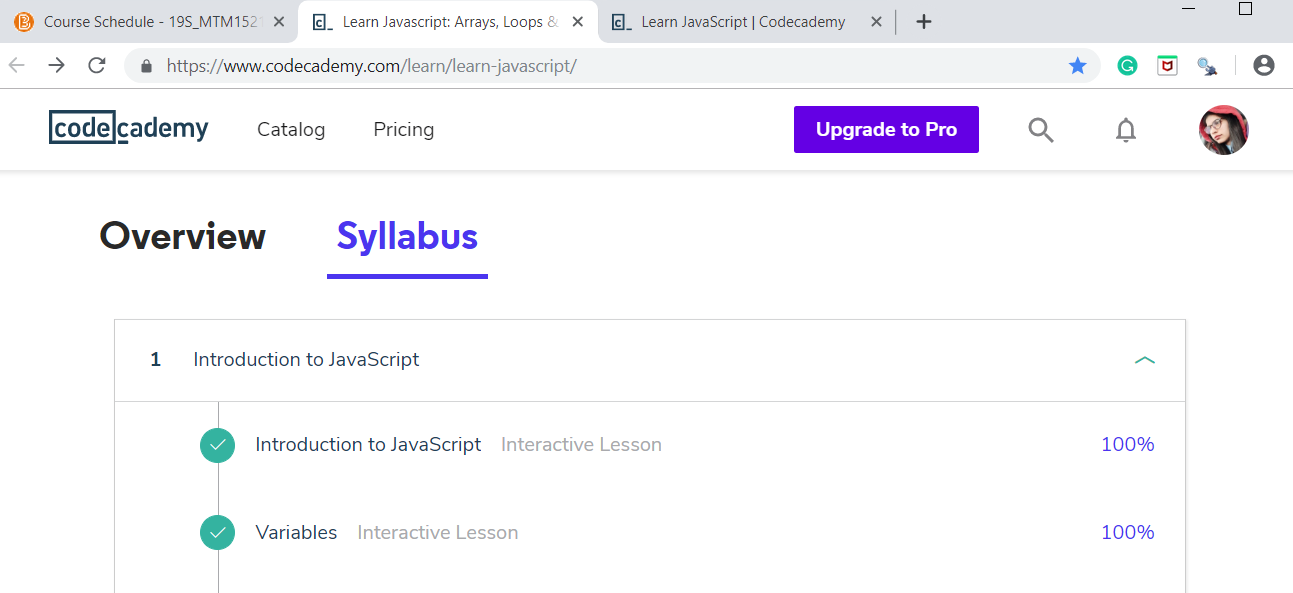 Course Schedule - 19S_MTM1521
Learn Javascript: Arrays, Loops &
Learn JavaScript | Codecademy
https://www.codecademy.com/learn/learn-javascript/
codecademy
Catalog
Pricing
Upgrade to Pro
Overview
Syllabus
1 Introduction to JavaScript
Introduction to JavaScript Interactive Lesson 100%
Variables Interactive Lesson 100%